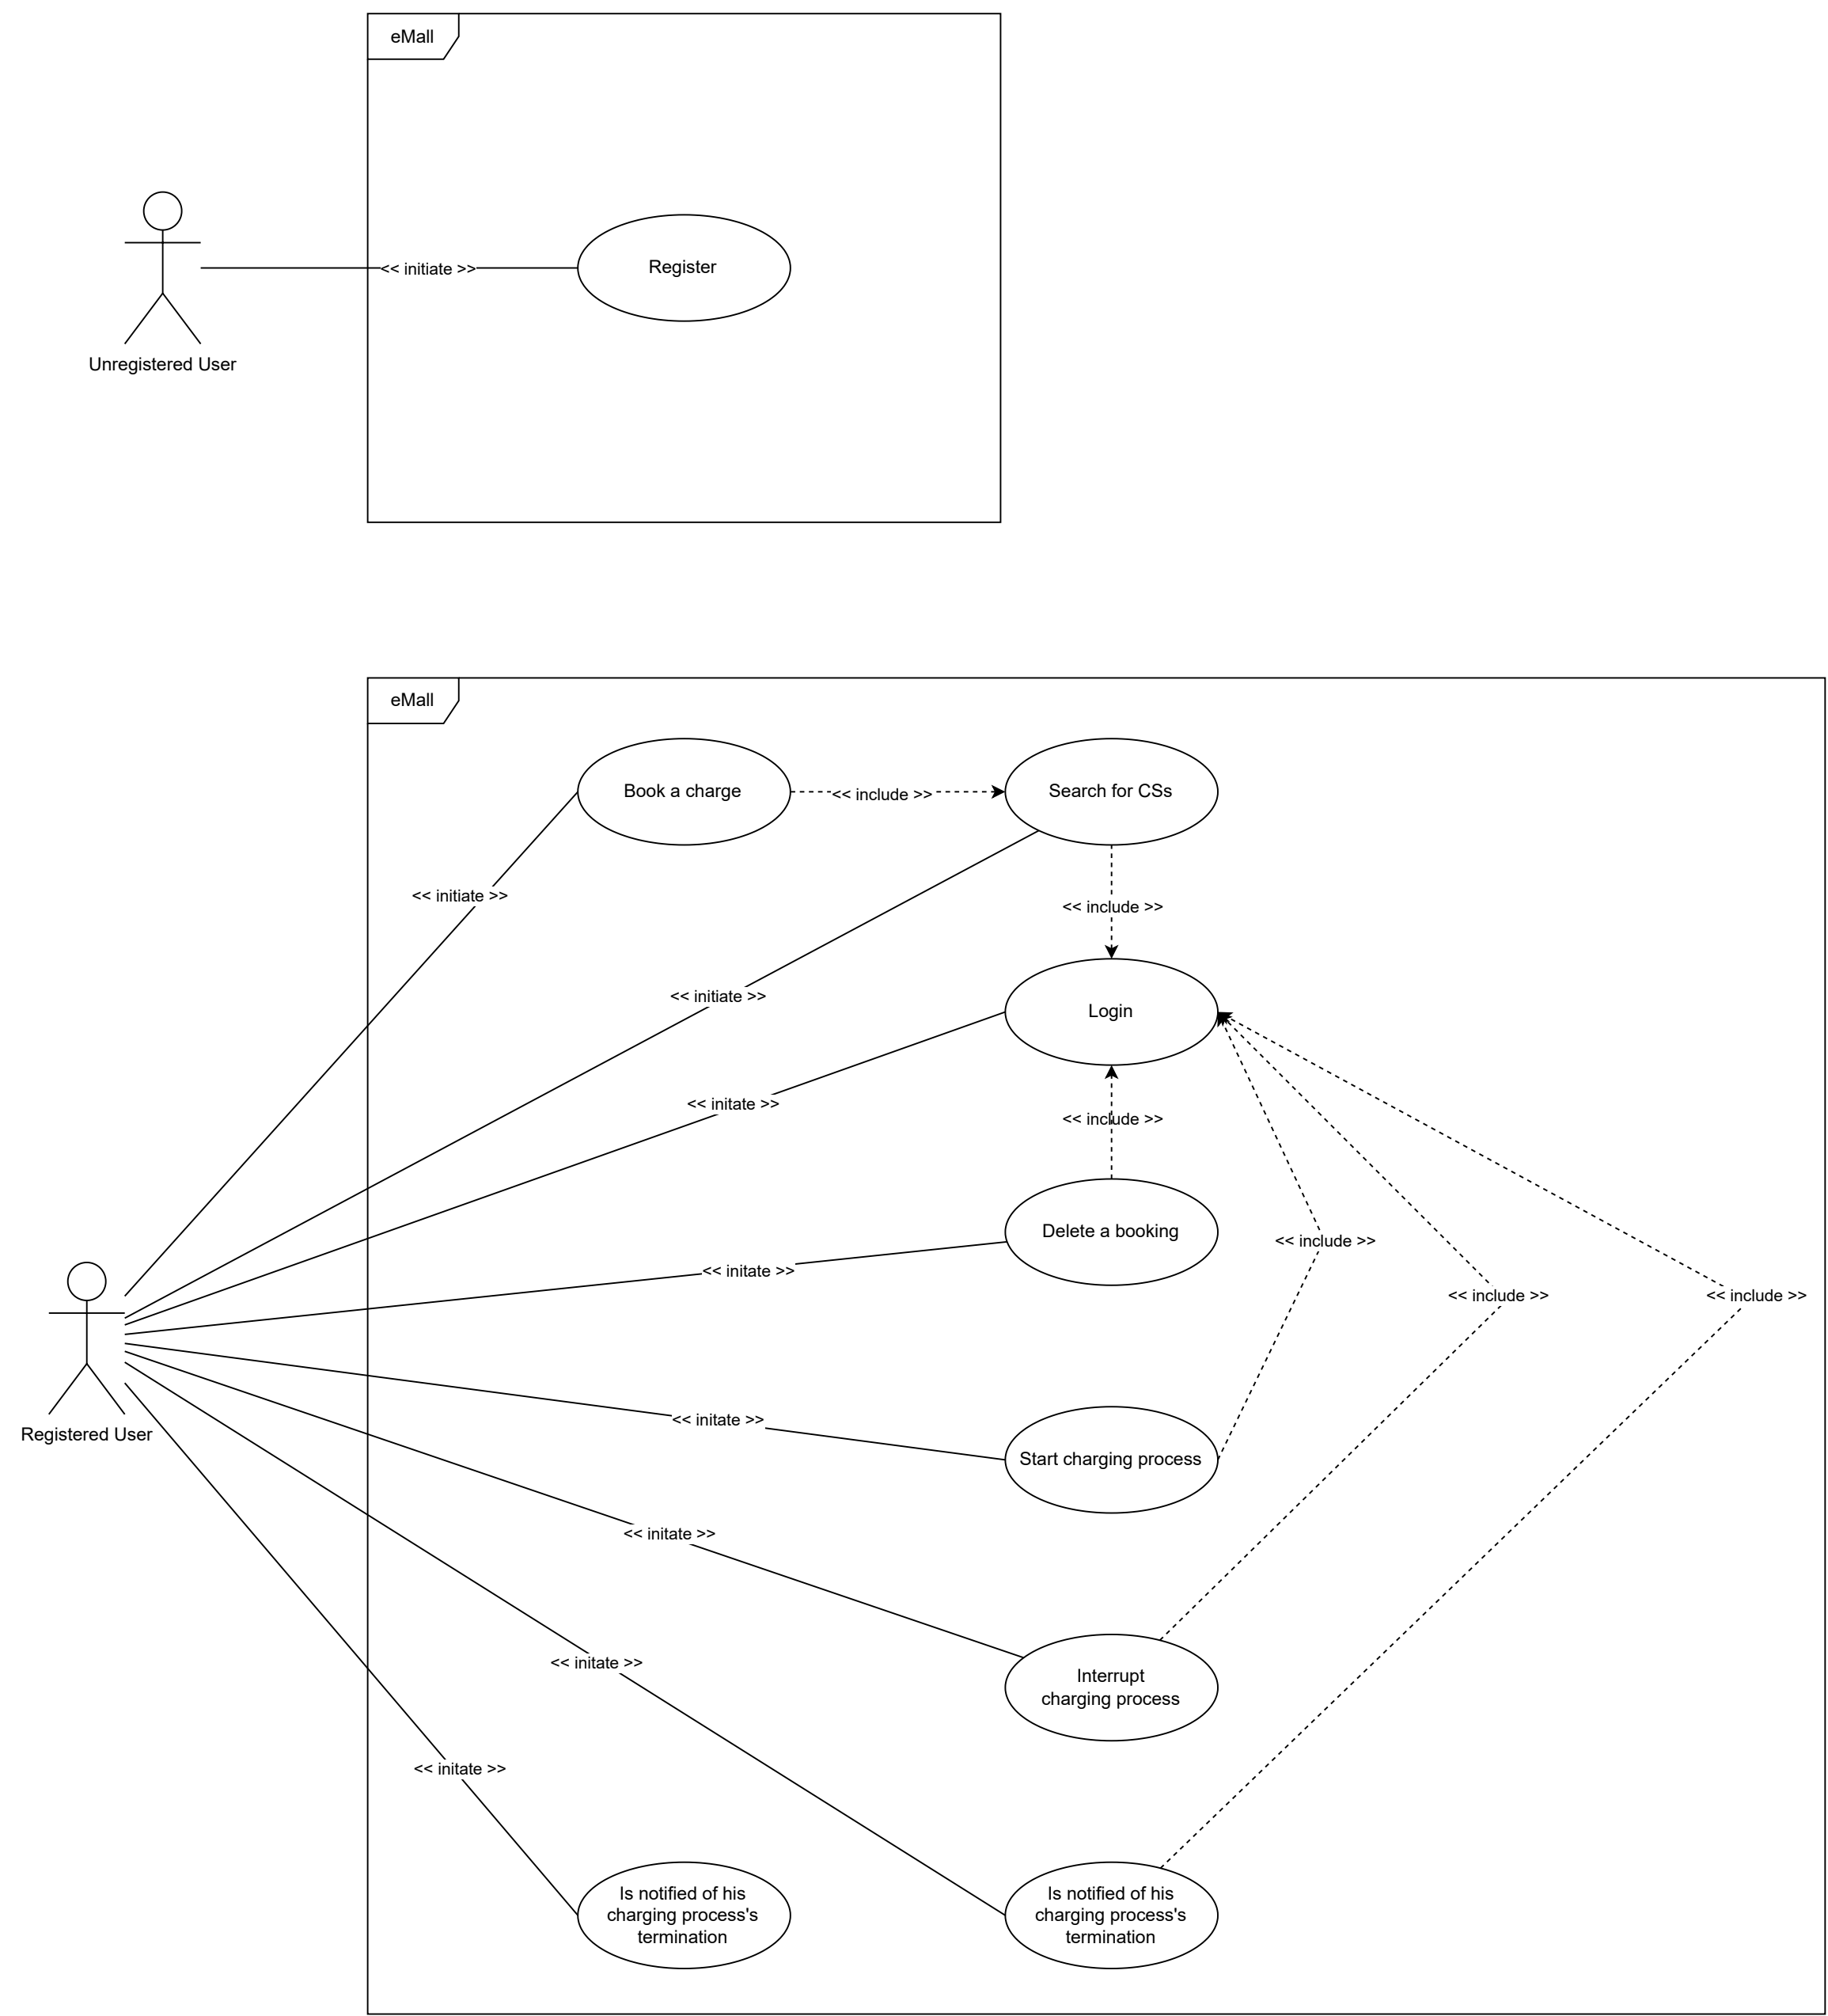 eMall
<< initiate >>
Register
Unregistered User
eMall
Book a charge
<< include >>
Search for CSs
<< initiate >>
<< include >>
<< initiate >>
Login
<< initate >>
<< include >>
Delete a booking
<< include >>
<< initate >>
<< include >>
<< include >>
<< initate >>
Registered User
Start charging process
<< initate >>
<< initate >>
Interrupt
charging process
<< initate >>
Is notified of his
charging process's
termination
Is notified of his
charging process's
termination